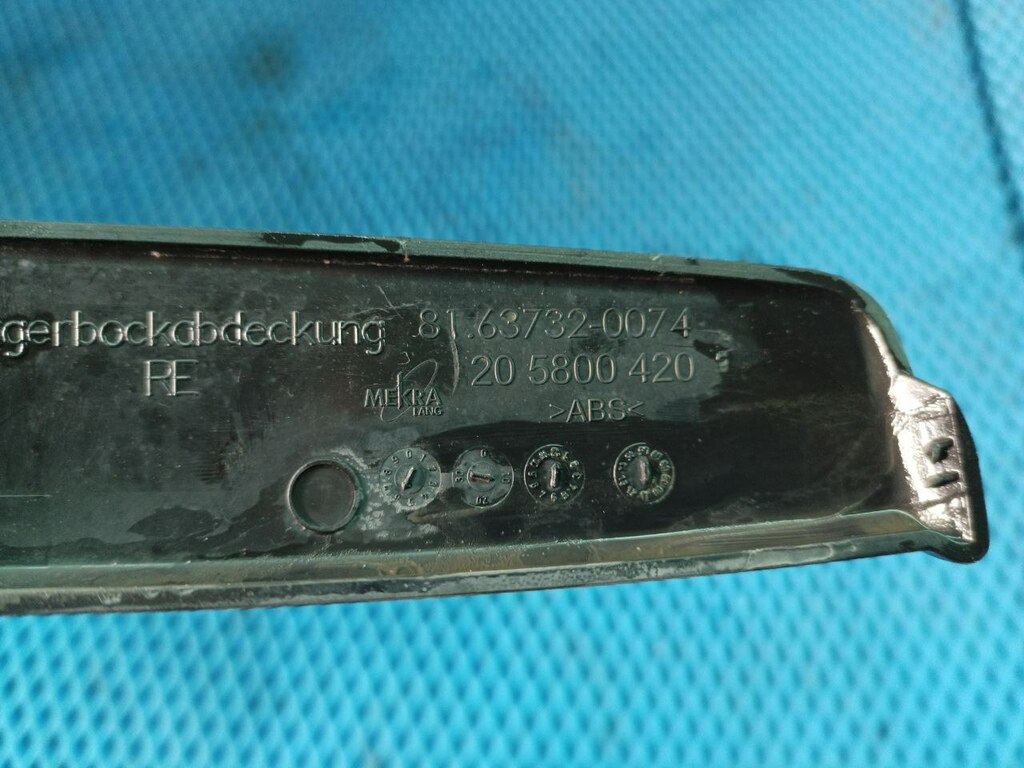 gerbockabdeckung 81.63732-0074
RE
20 5800 420
MEKRA
LANG
>ABS<